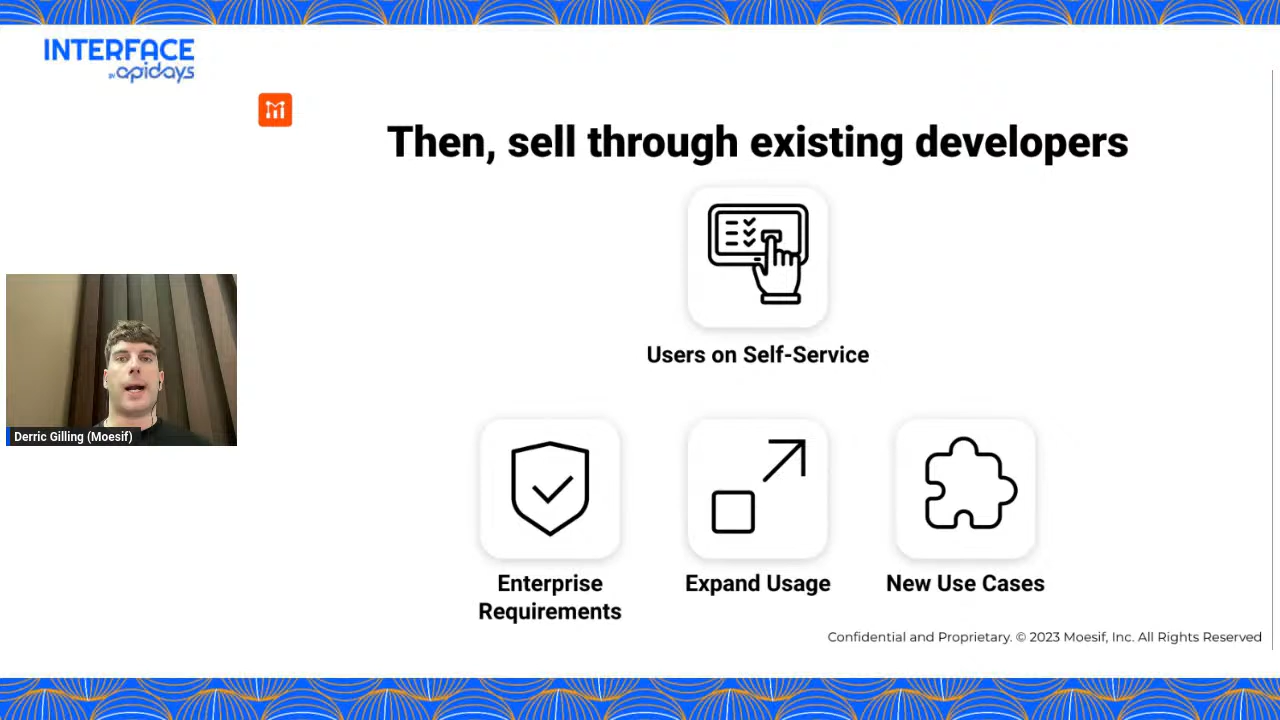 INTERFACE
BY apidays
Then, sell through existing developers
Users on Self-Service
Derric Gilling (Moesif)
Enterprise
Requirements
Expand Usage
New Use Cases
Confidential and Proprietary. © 2023 Moesif, Inc. All Rights Reserved